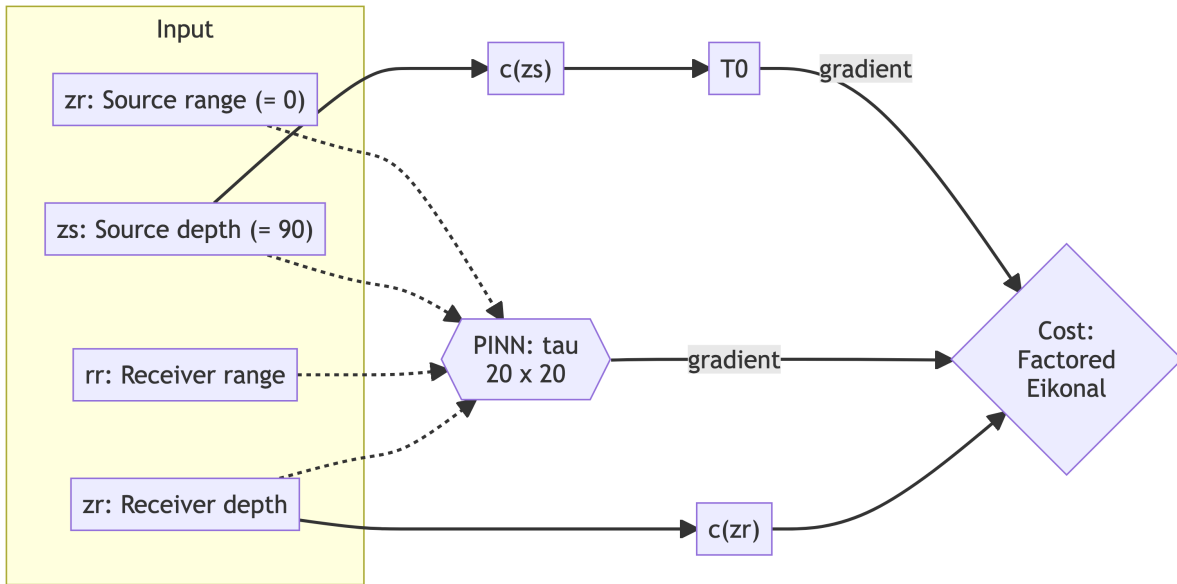 Input
zr: Source range (= 0)
c(zs)
T0
gradient
zs: Source depth (= 90)
PINN: tau
20 x 20
gradient
Cost:
Factored
Eikonal
rr: Receiver range
zr: Receiver depth
c(zr)